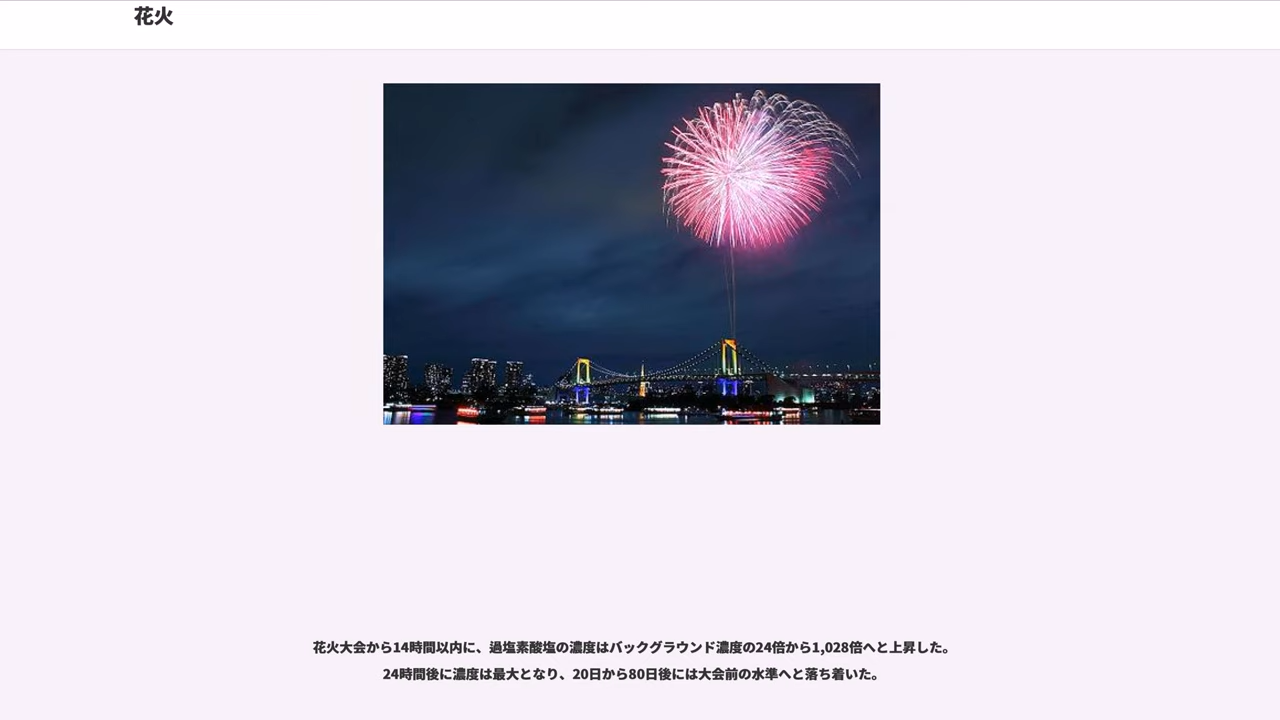 花火
花火大会から14時間以内に、過塩素酸塩の濃度はバックグラウンド濃度の24倍から1,028倍へと上昇した。
24時間後に濃度は最大となり、20日から80日後には大会前の水準へと落ち着いた。